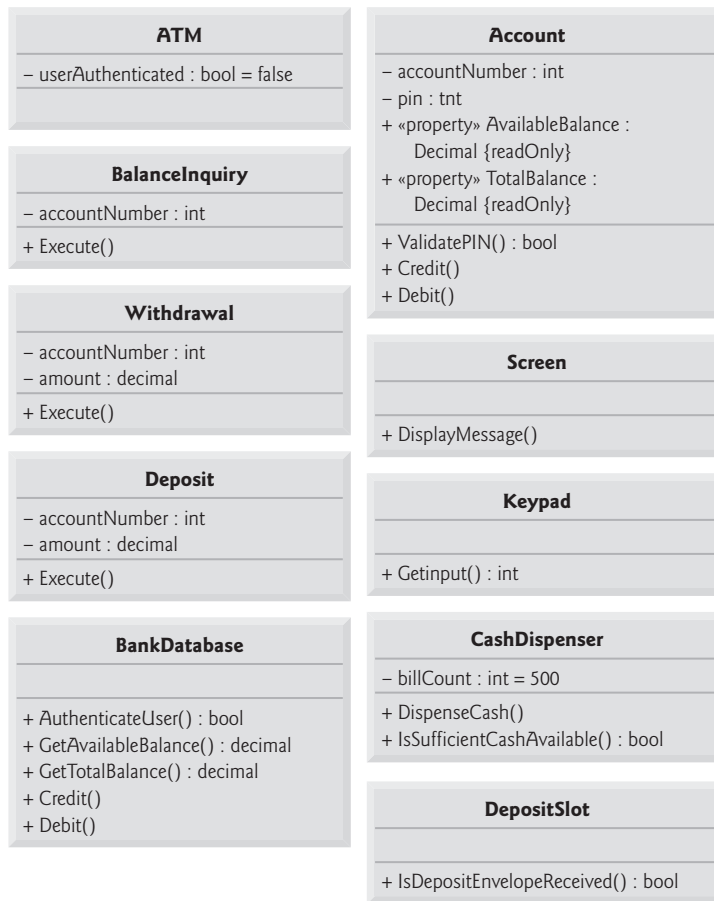 ATM
– userAuthenticated : bool = false
BalanceInquiry
– accountNumber : int
+ Execute()
Withdrawal
– accountNumber : int
– amount : decimal
+ Execute()
Deposit
– accountNumber : int
– amount : decimal
+ Execute()
BankDatabase
+ AuthenticateUser() : bool
+ GetAvailableBalance() : decimal
+ GetTotalBalance() : decimal
+ Credit()
+ Debit()
Account
– accountNumber : int
– pin : tnt
+ «property» AvailableBalance :
Decimal {readOnly}
+ «property» TotalBalance :
Decimal {readOnly}
+ ValidatePIN() : bool
+ Credit()
+ Debit()
Screen
+ DisplayMessage()
Keypad
+ Getinput() : int
CashDispenser
– billCount : int = 500
+ DispenseCash()
+ IsSufficientCashAvailable() : bool
DepositSlot
+ IsDepositEnvelopeReceived() : bool